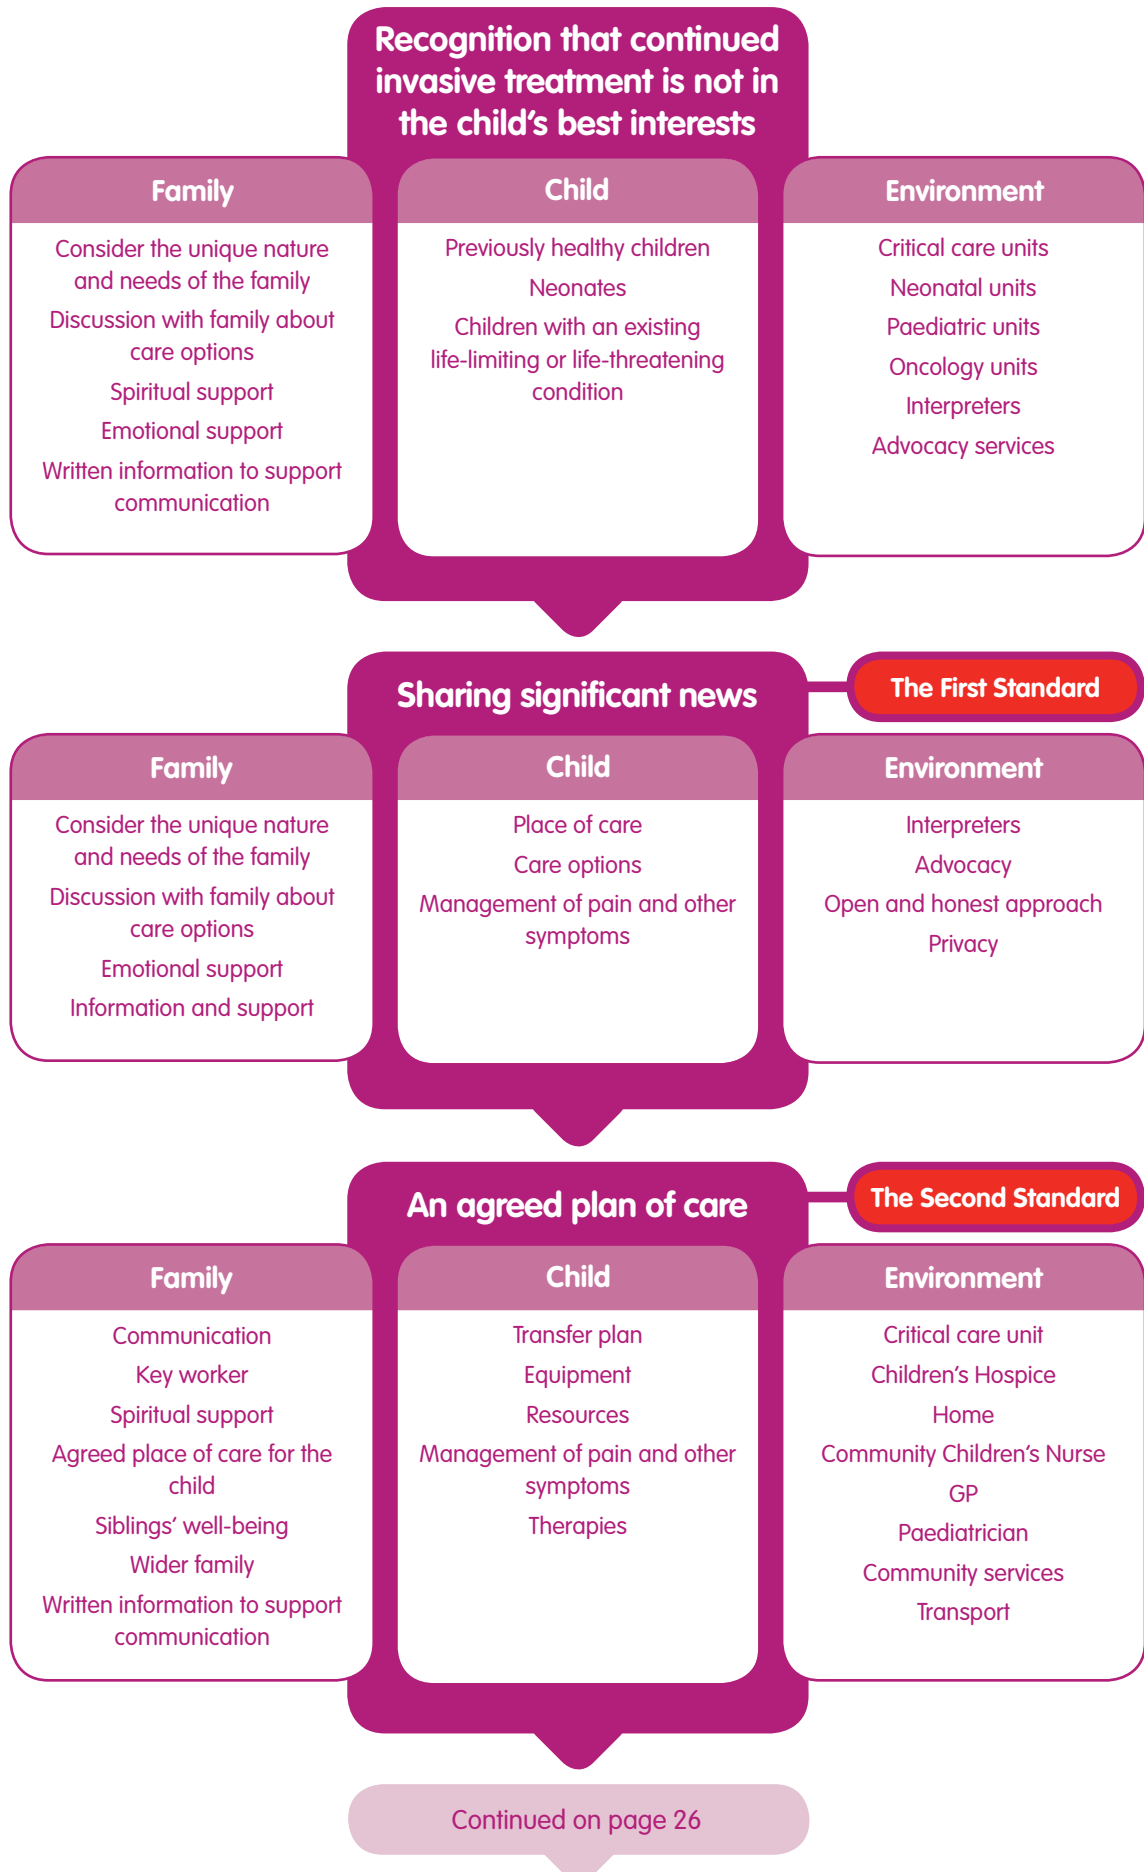 Recognition that continued
invasive treatment is not in
the child’s best interests
Family
Consider the unique nature
and needs of the family
Discussion with family about
care options
Spiritual support
Emotional support
Written information to support
communication
Child
Previously healthy children
Neonates
Children with an existing
life-limiting or life-threatening
condition
Environment
Critical care units
Neonatal units
Paediatric units
Oncology units
Interpreters
Advocacy services
Sharing significant news
The First Standard
Family
Consider the unique nature
and needs of the family
Discussion with family about
care options
Emotional support
Information and support
Child
Place of care
Care options
Management of pain and other
symptoms
Environment
Interpreters
Advocacy
Open and honest approach
Privacy
An agreed plan of care
The Second Standard
Family
Communication
Key worker
Spiritual support
Agreed place of care for the
child
Siblings’ well-being
Wider family
Written information to support
communication
Child
Transfer plan
Equipment
Resources
Management of pain and other
symptoms
Therapies
Environment
Critical care unit
Children’s Hospice
Home
Community Children’s Nurse
GP
Paediatrician
Community services
Transport
Continued on page 26